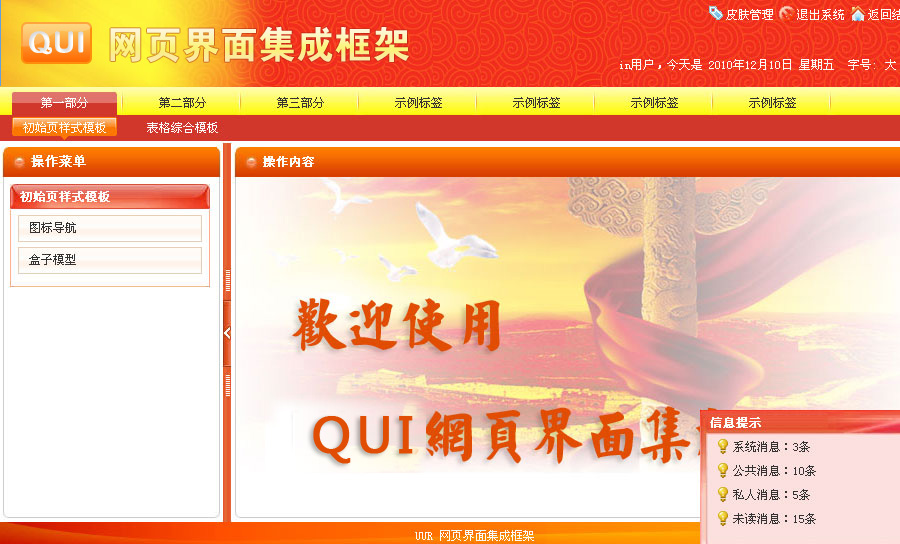 皮肤管理 退出系统 返回结
QUI 网页界面集成框架
in用户，今天是 2010年12月10日 星期五 字号: 大
第一部分 第二部分 第三部分 示例标签 示例标签 示例标签 示例标签
初始页样式模板 表格综合模板
操作菜单
初始页样式模板
图标导航
盒子模型
操作内容
歡迎使用
QUI網頁界面集
信息提示
系统消息：3条
公共消息：10条
私人消息：5条
未读消息：15条
UUR 网页界面集成框架